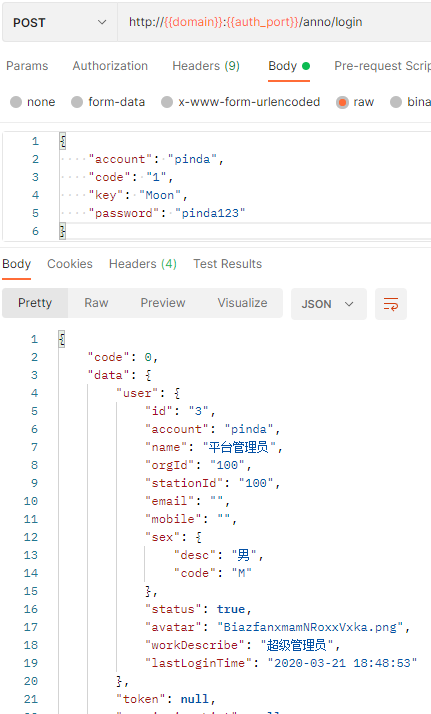 POST http://{{domain}}:{{auth_port}}/anno/login
Params Authorization Headers (9) Body Pre-request Scrip
none form-data x-www-form-urlencoded raw bina
1 {
2 "account": "pinda",
3 "code": "1",
4 "key": "Moon",
5 "password": "pinda123"
6 }
Body Cookies Headers (4) Test Results
Pretty Raw Preview Visualize JSON
1 {
2 "code": 0,
3 "data": {
4 "user": {
5 "id": "3",
6 "account": "pinda",
7 "name": "平台管理员",
8 "orgId": "100",
9 "stationId": "100",
10 "email": "",
11 "mobile": "",
12 "sex": {
13 "desc": "男",
14 "code": "M"
15 },
16 "status": true,
17 "avatar": "BiazfanxmamNRoxxVxka.png",
18 "workDescribe": "超级管理员",
19 "lastLoginTime": "2020-03-21 18:48:53"
20 },
21 "token": null,